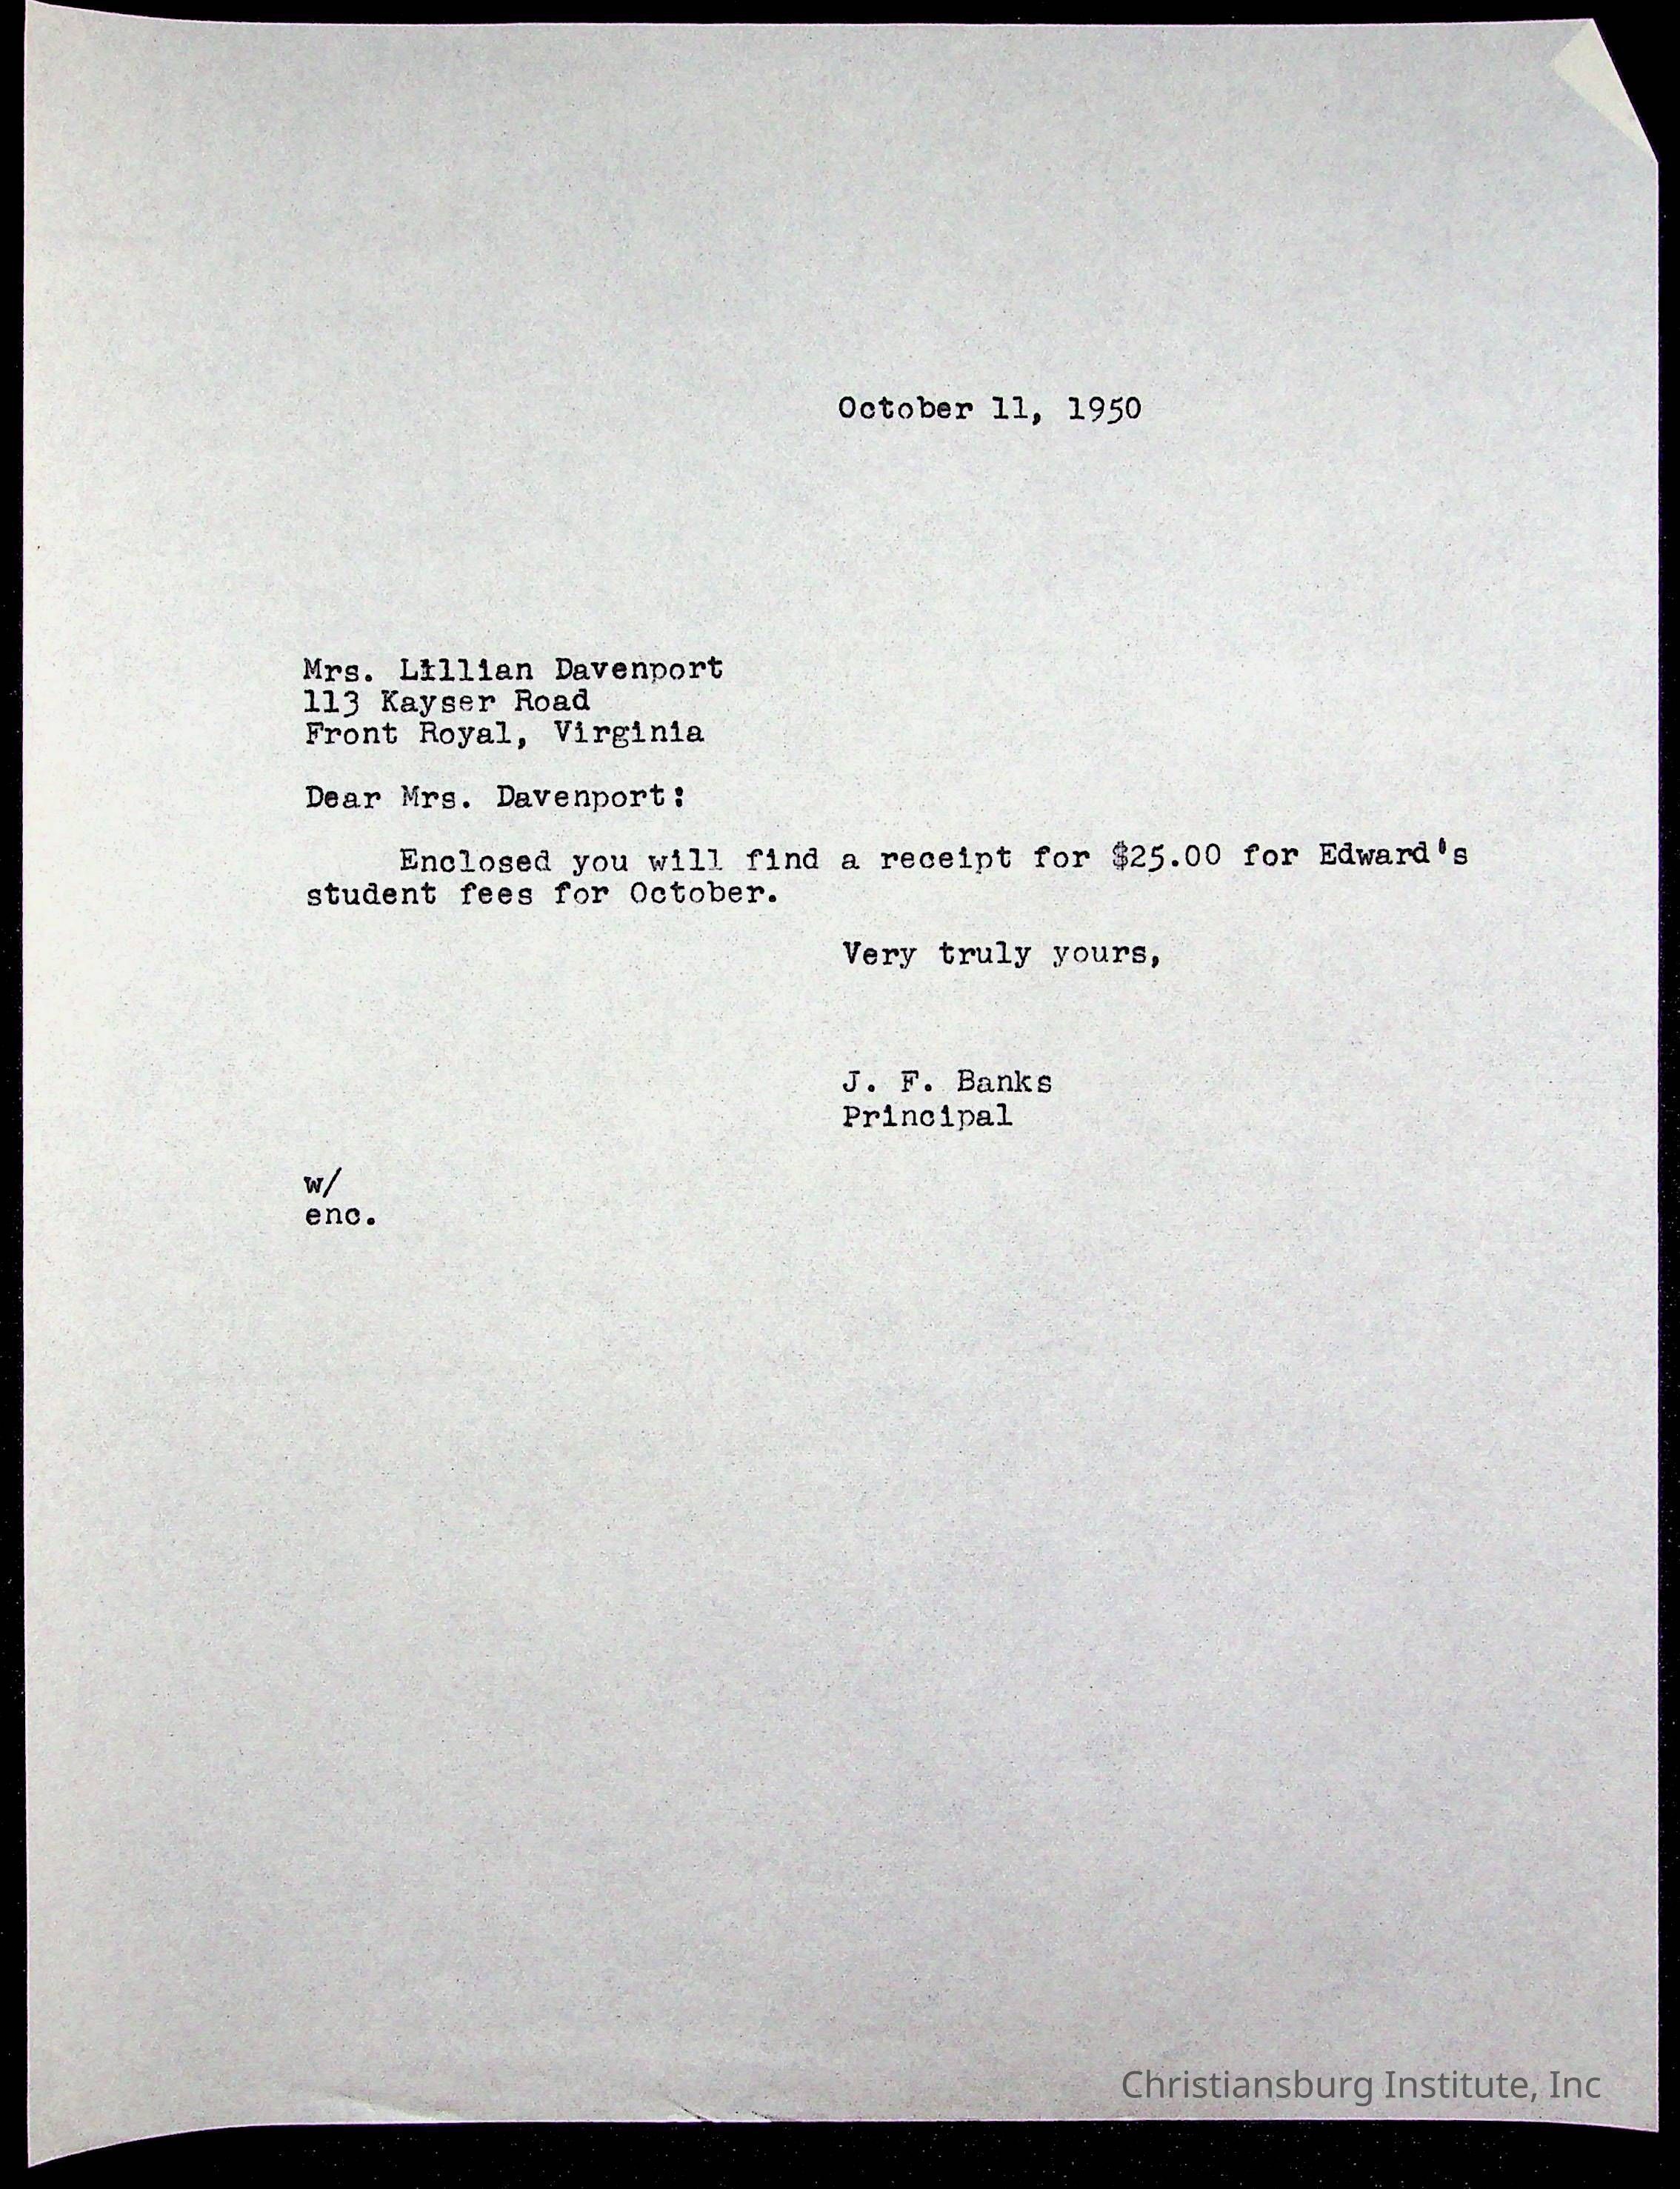 October 11, 1950
Mrs. Lillian Davenport
113 Kayser Road
Front Royal, Virginia
Dear Mrs. Davenport:
Enclosed you will find a receipt for $25.00 for Edward's
student fees for October.
Very truly yours,
J. F. Banks
Principal
w/
enc.
Christiansburg Institute, Inc